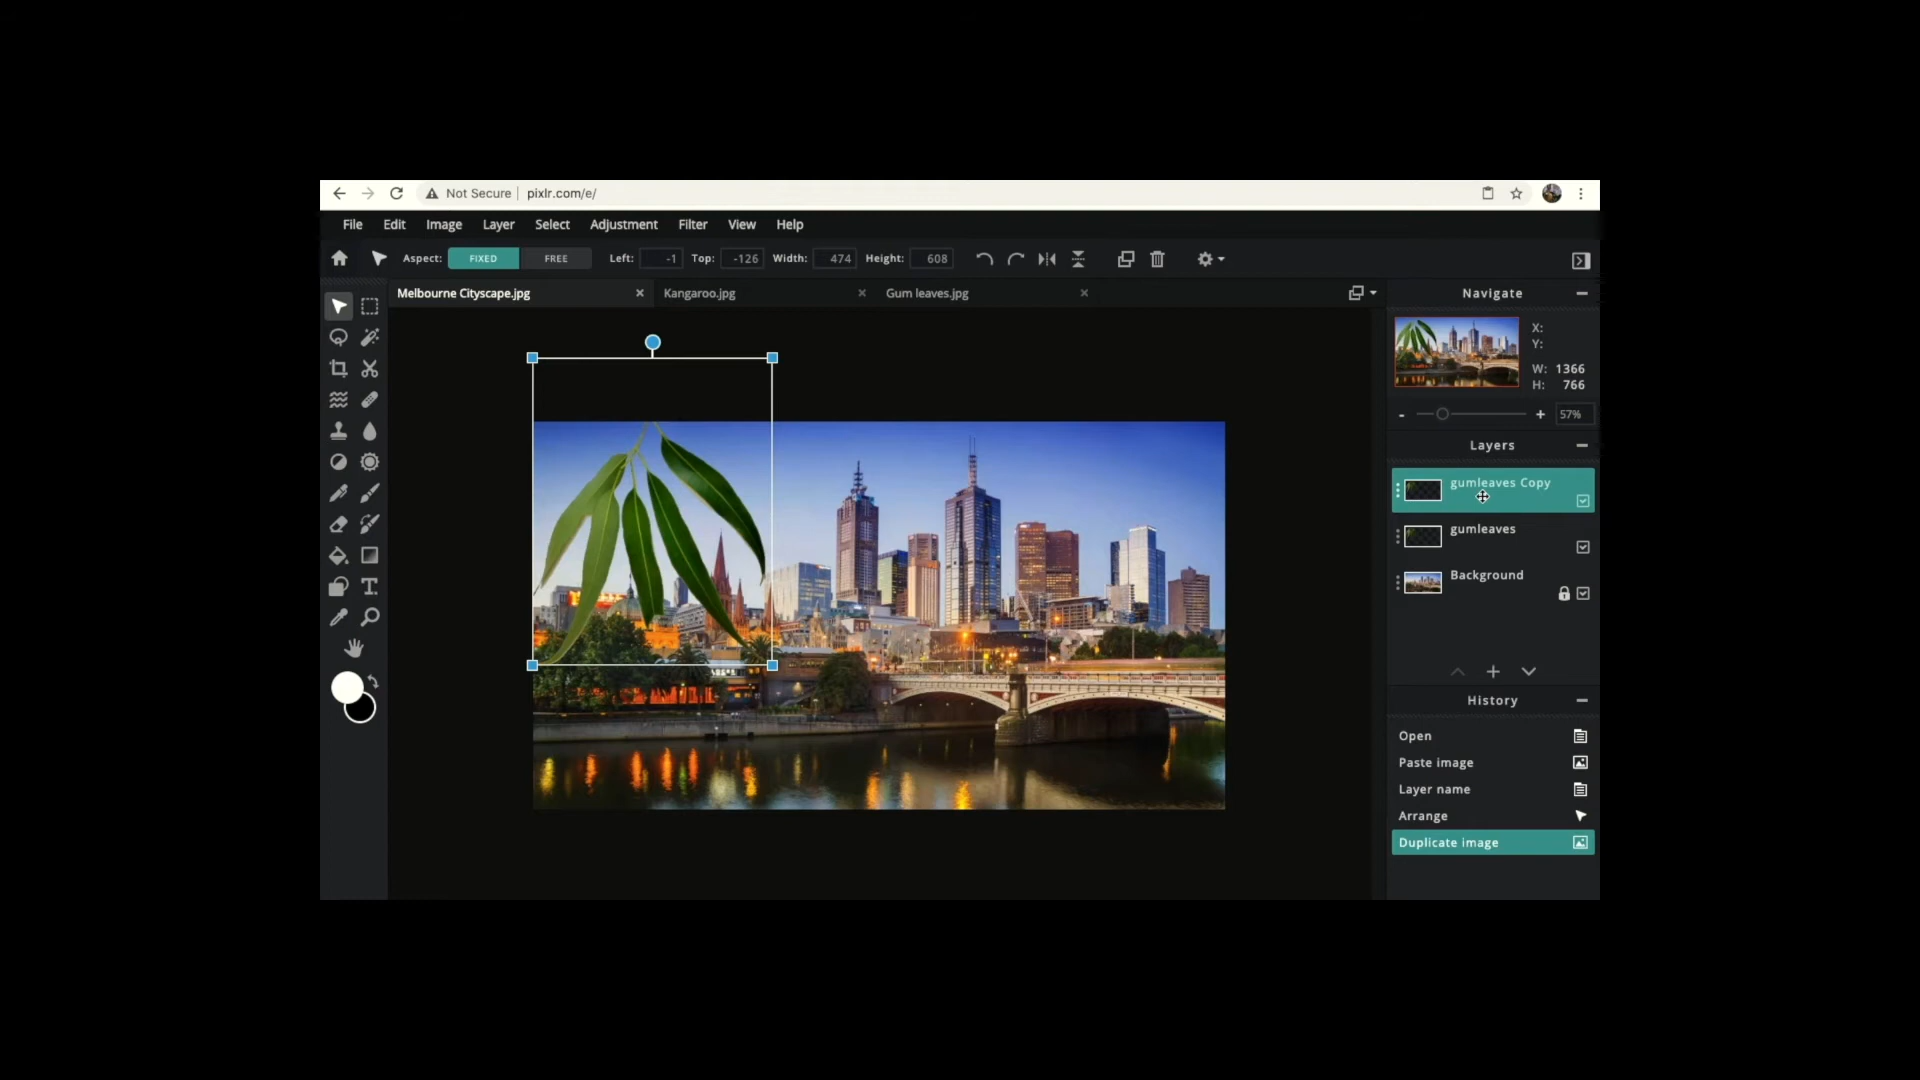 Not Secure | pixlr.com/e/
File Edit Image Layer Select Adjustment Filter View Help
Aspect: FIXED FREE Left: -1 Top: -126 Width: 474 Height: 608
Melbourne Cityscape.jpg Kangaroo.jpg Gum leaves.jpg
Navigate
X:
Y:
W: 1366
H: 766
- + 57%
Layers
gumleaves Copy
gumleaves
Background
History
Open
Paste image
Layer name
Arrange
Duplicate image